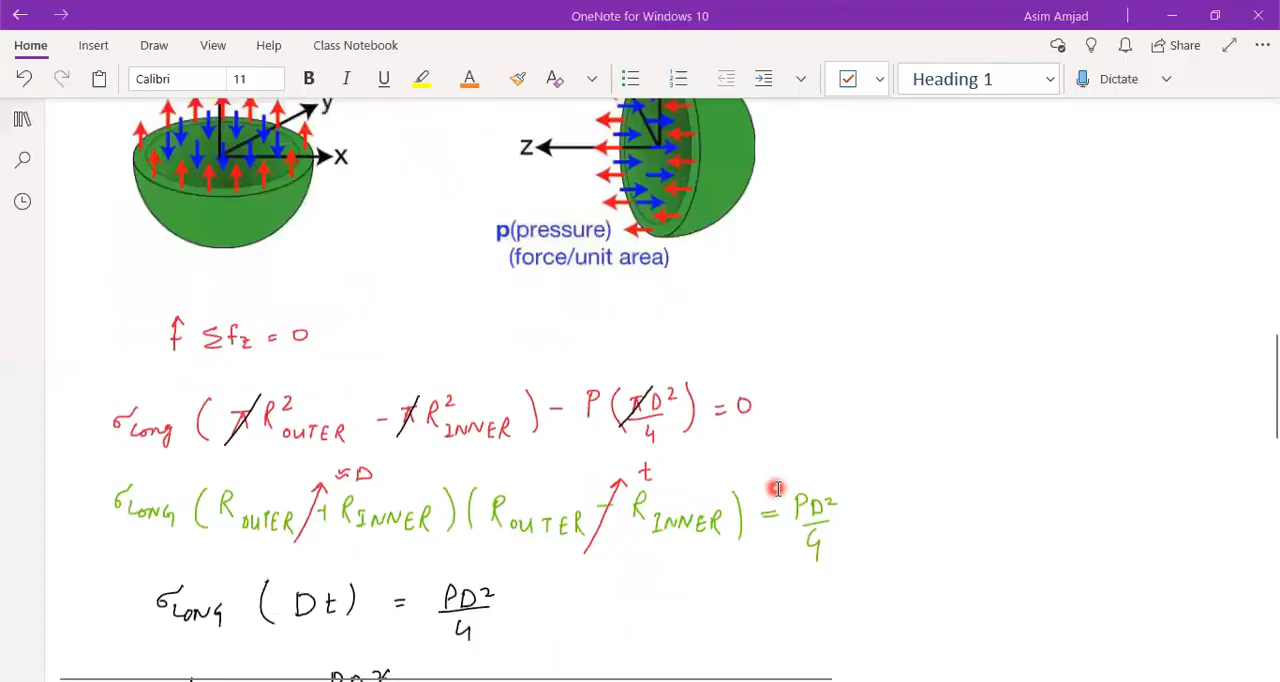 OneNote for Windows 10
Asim Amjad
Home Insert Draw View Help Class Notebook
Share
Calibri 11 B I U A A Heading 1 Dictate
y
x
z
p(pressure)
(force/unit area)
↑ Σfz = 0
σLong ( πR²OUTER - πR²INNER ) - P ( πD²/4 ) = 0
≈D t
σLONG ( ROUTER + RINNER ) ( ROUTER - RINNER ) = PD²/4
σLONG ( Dt ) = PD²/4